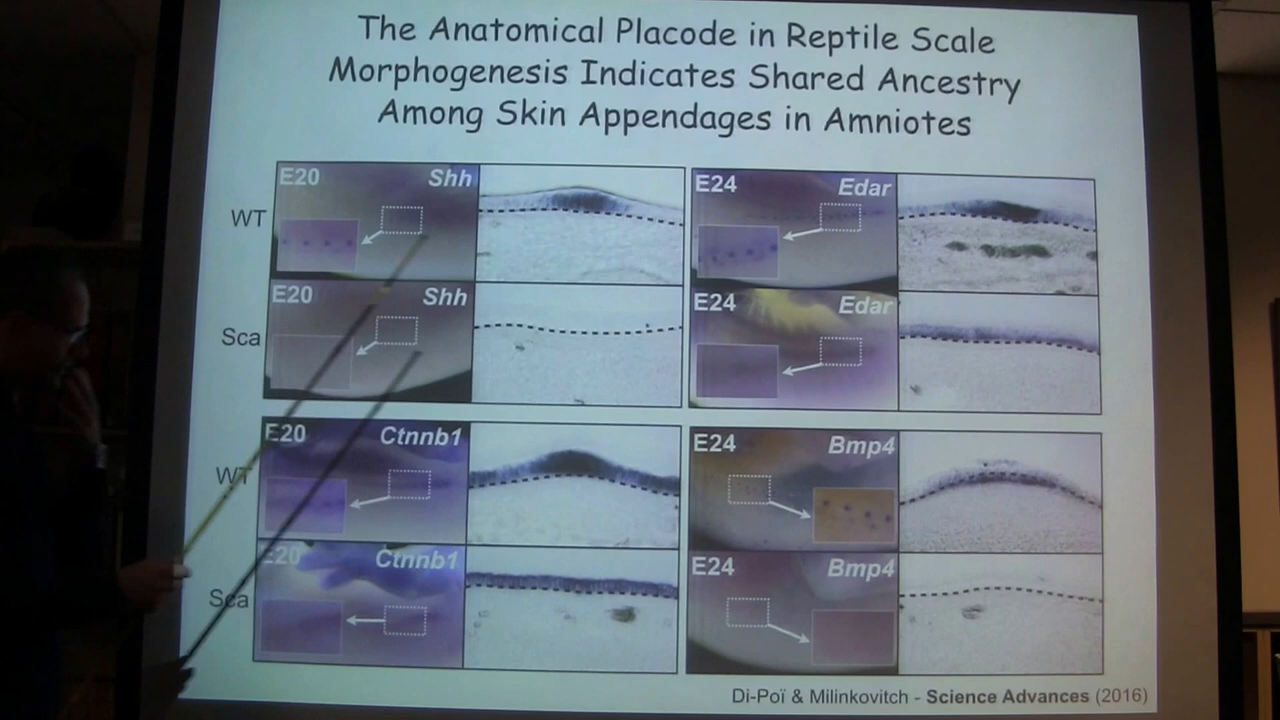 The Anatomical Placode in Reptile Scale
Morphogenesis Indicates Shared Ancestry
Among Skin Appendages in Amniotes
E20 Shh
E24 Edar
WT
E20 Shh
E24 Edar
Sca
E20 Ctnnb1
E24 Bmp4
WT
E20 Ctnnb1
E24 Bmp4
Sca
Di-Poï & Milinkovitch - Science Advances (2016)